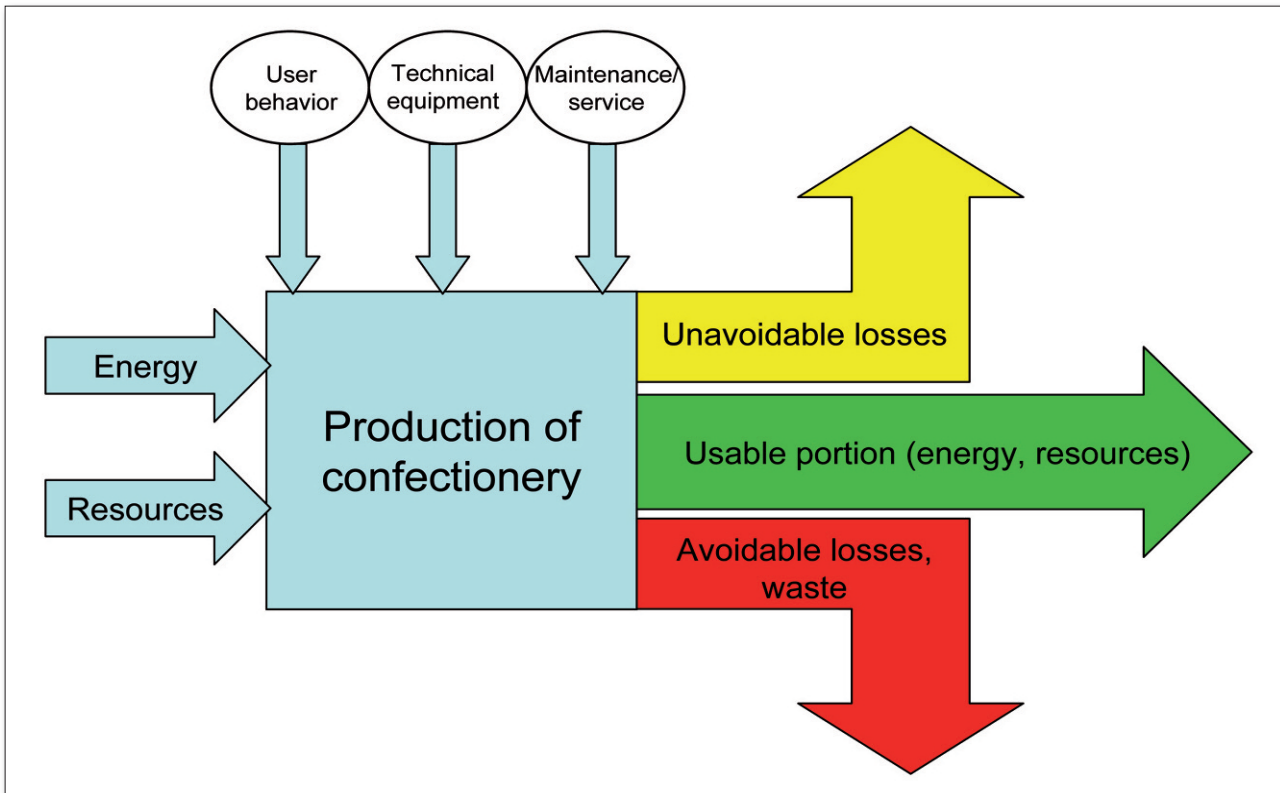 User
behavior
Technical
equipment
Maintenance/
service
Energy
Resources
Production of
confectionery
Unavoidable losses
Usable portion (energy, resources)
Avoidable losses,
waste